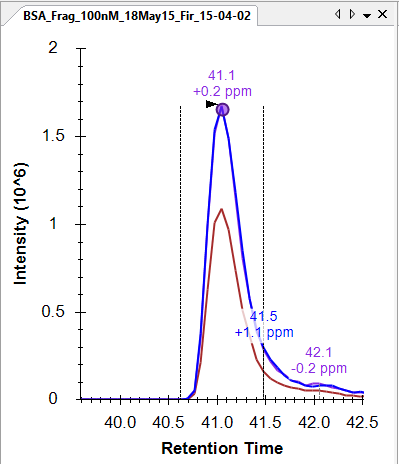 BSA_Frag_100nM_18May15_Fir_15-04-02
2
41.1
+0.2 ppm
1.5
Intensity (10^6)
1
0.5
41.5
+1.1 ppm
42.1
-0.2 ppm
0
40.0 40.5 41.0 41.5 42.0 42.5
Retention Time